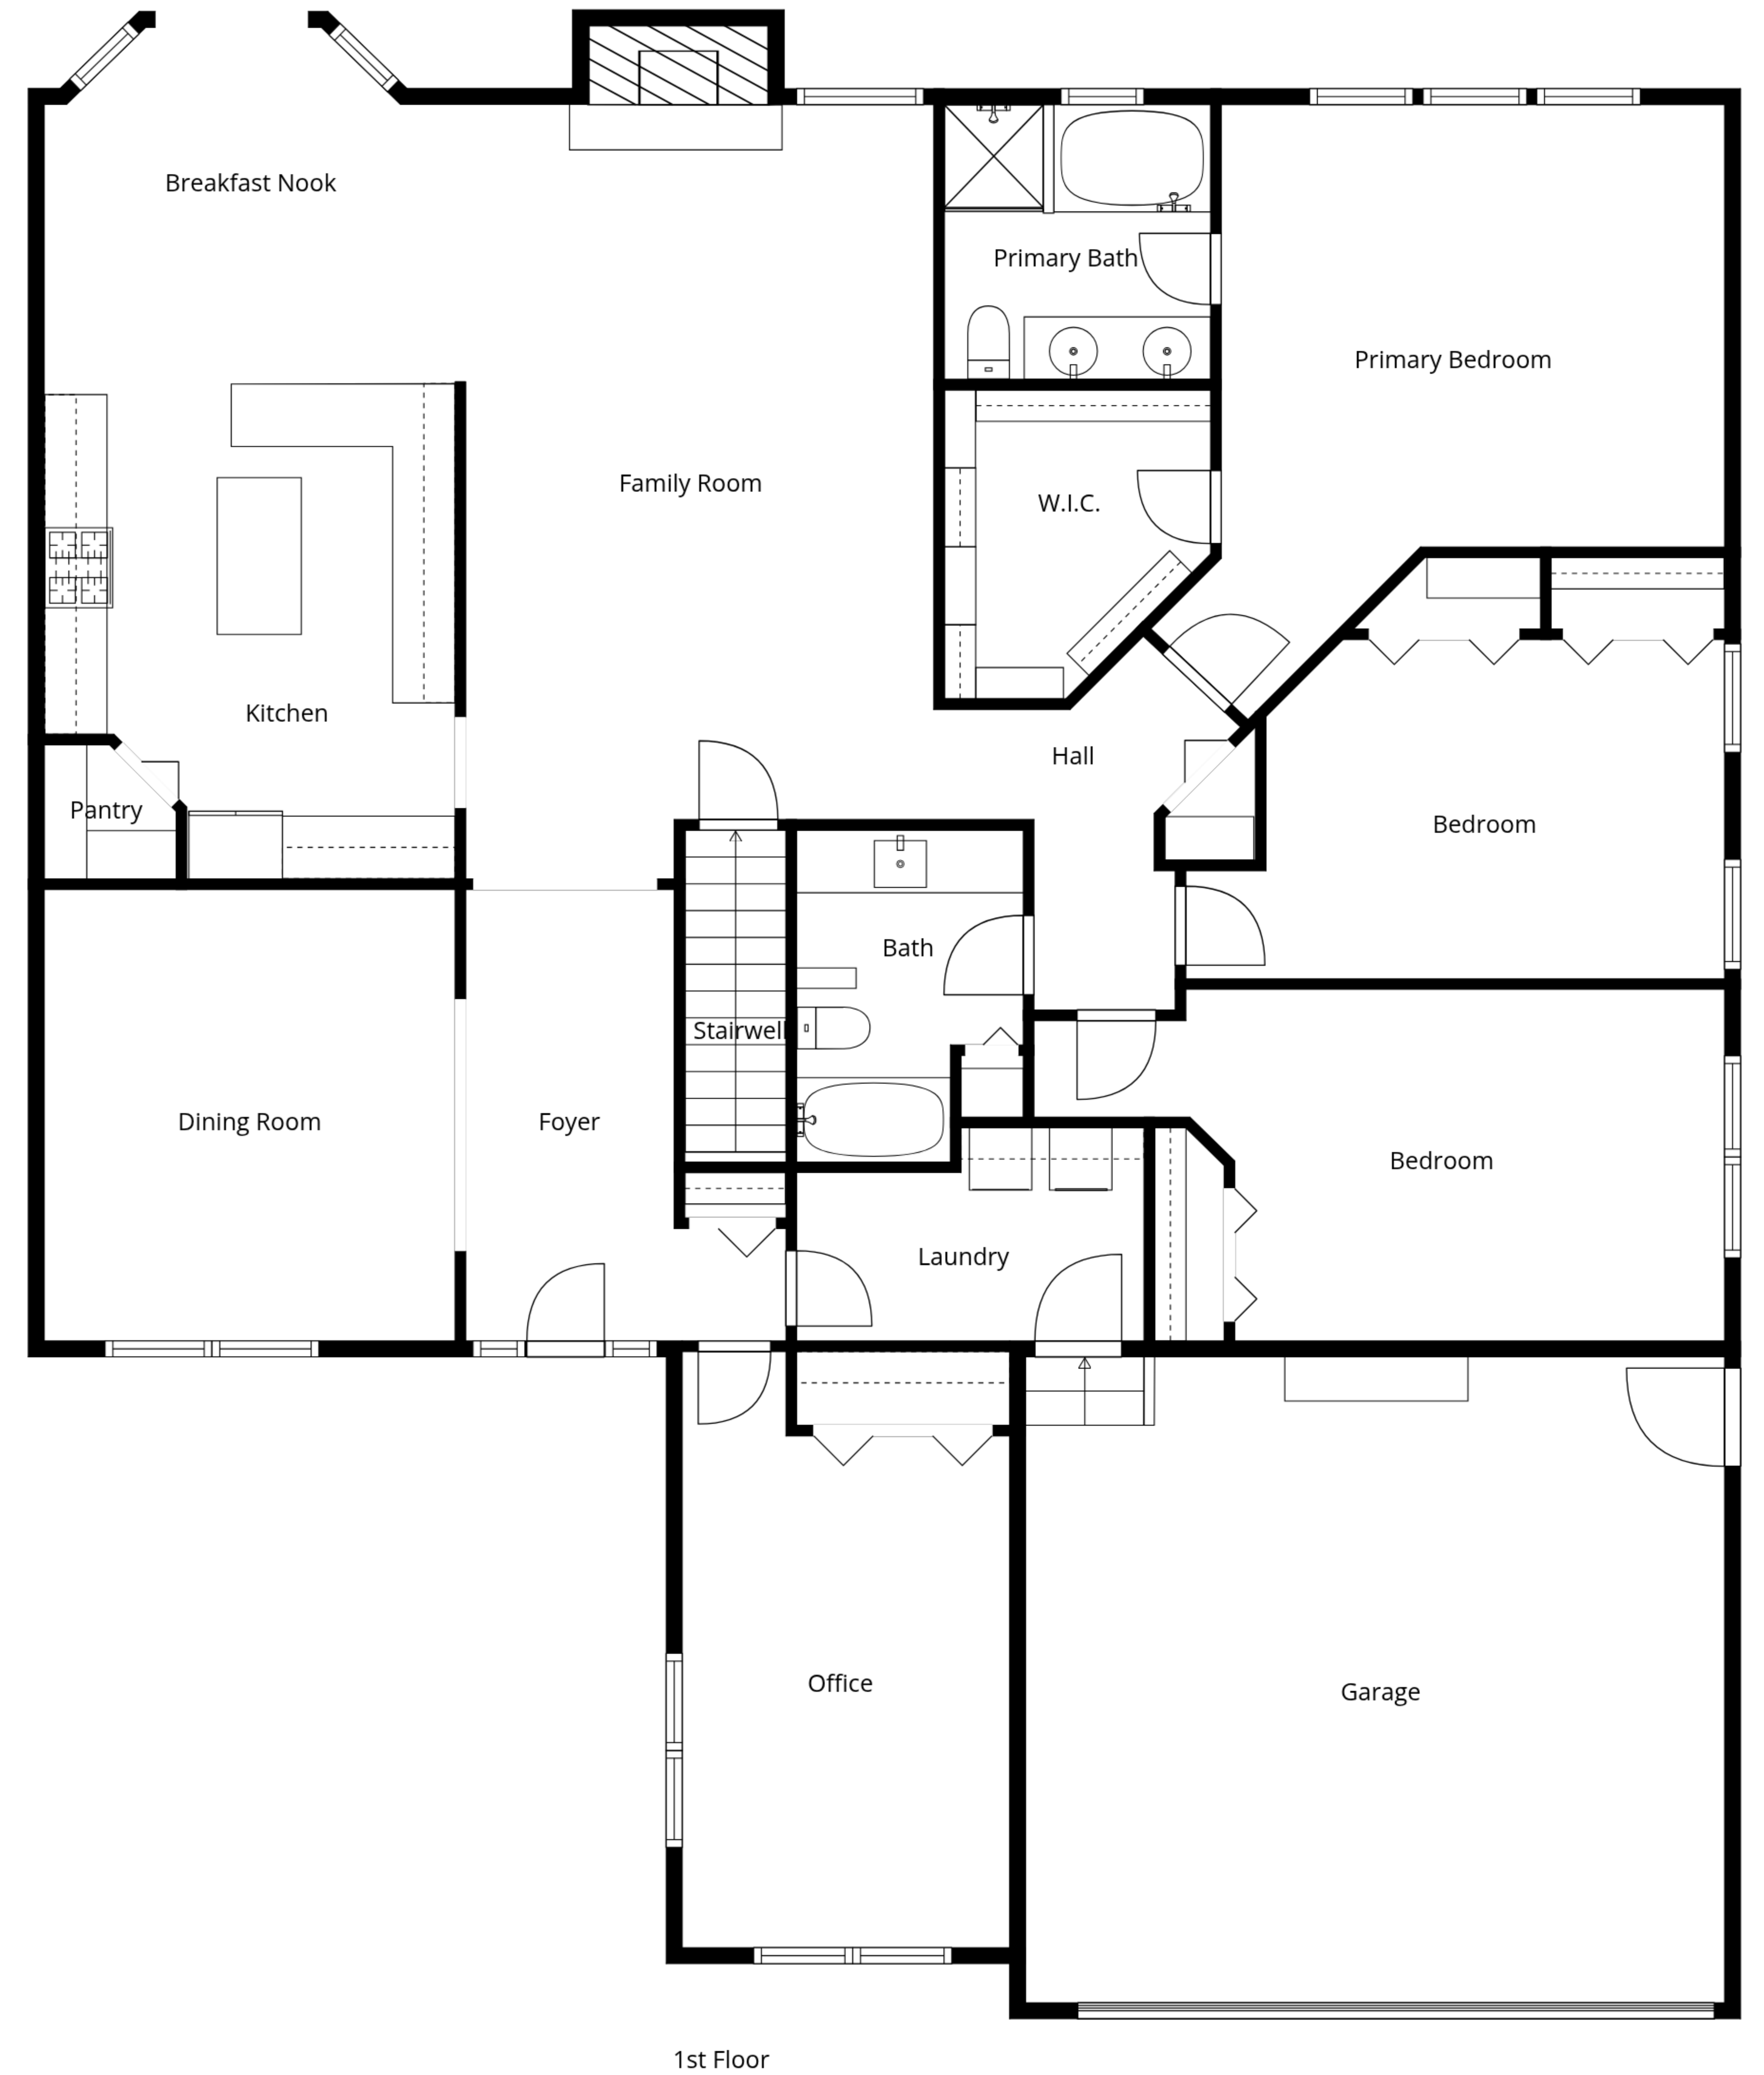 Breakfast Nook
Primary Bath
Primary Bedroom
Family Room
W.I.C.
Kitchen
Hall
Pantry
Bedroom
Bath
Stairwell
Dining Room
Foyer
Bedroom
Laundry
Office
Garage
1st Floor